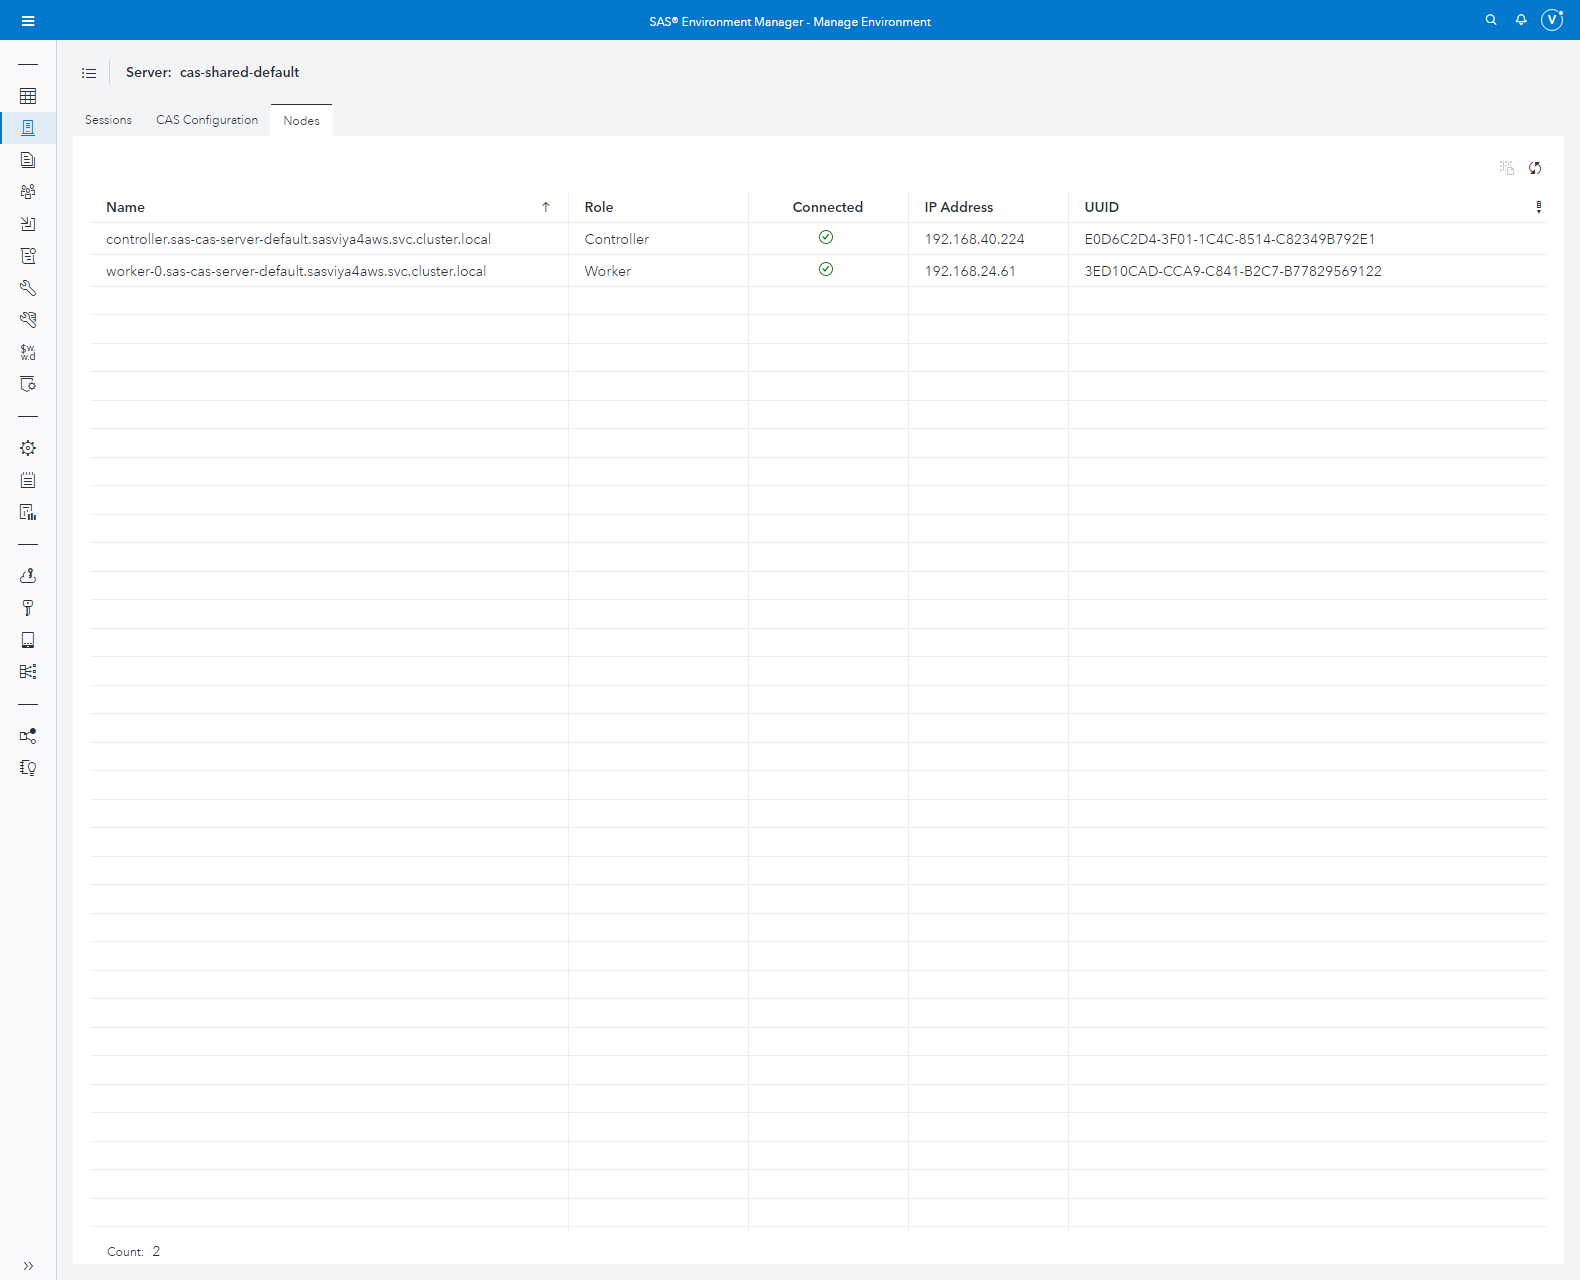 SAS® Environment Manager - Manage Environment
V
Server: cas-shared-default
Sessions CAS Configuration Nodes
Name Role Connected IP Address UUID
controller.sas-cas-server-default.sasviya4aws.svc.cluster.local Controller 192.168.40.224 E0D6C2D4-3F01-1C4C-8514-C82349B792E1
worker-0.sas-cas-server-default.sasviya4aws.svc.cluster.local Worker 192.168.24.61 3ED10CAD-CCA9-C841-B2C7-B77829569122
$w.
w.d
Count: 2